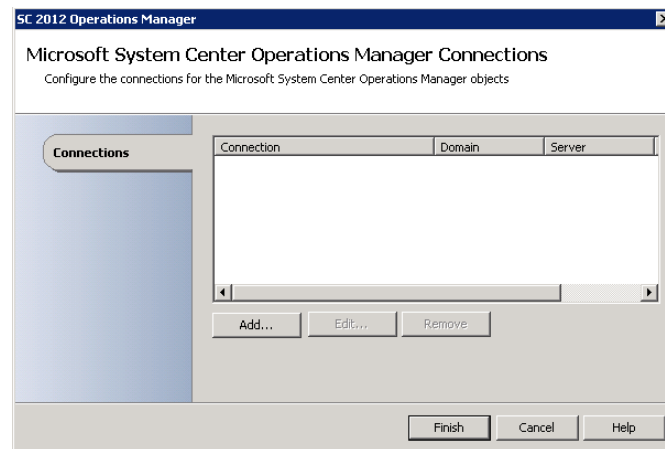 SC 2012 Operations Manager
Microsoft System Center Operations Manager Connections
Configure the connections for the Microsoft System Center Operations Manager objects
Connections
Connection Domain Server
Add... Edit... Remove
Finish Cancel Help